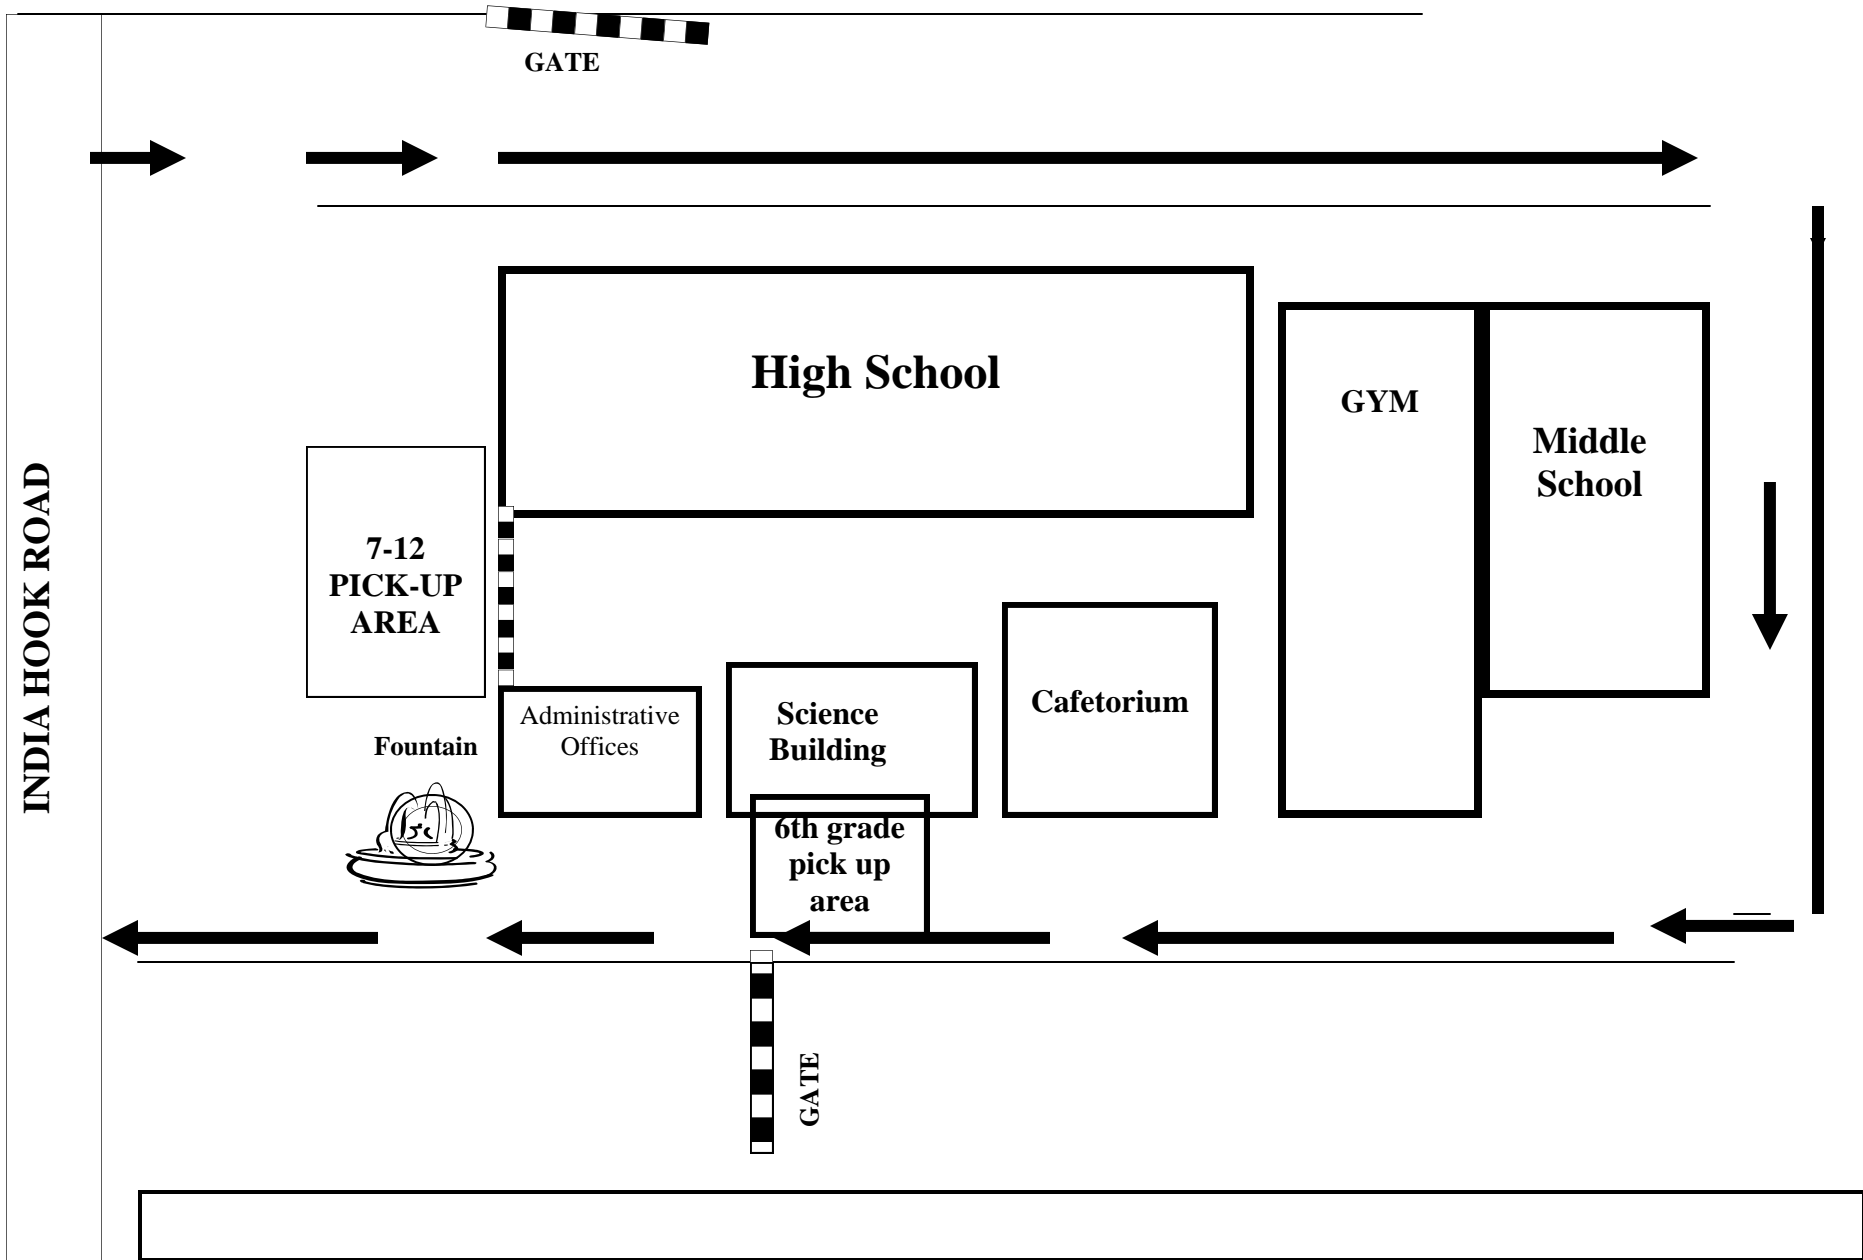 GATE
High School
GYM
Middle
School
INDIA HOOK ROAD
7-12
PICK-UP
AREA
Administrative
Offices
Science
Building
Cafetorium
Fountain
6th grade
pick up
area
GATE